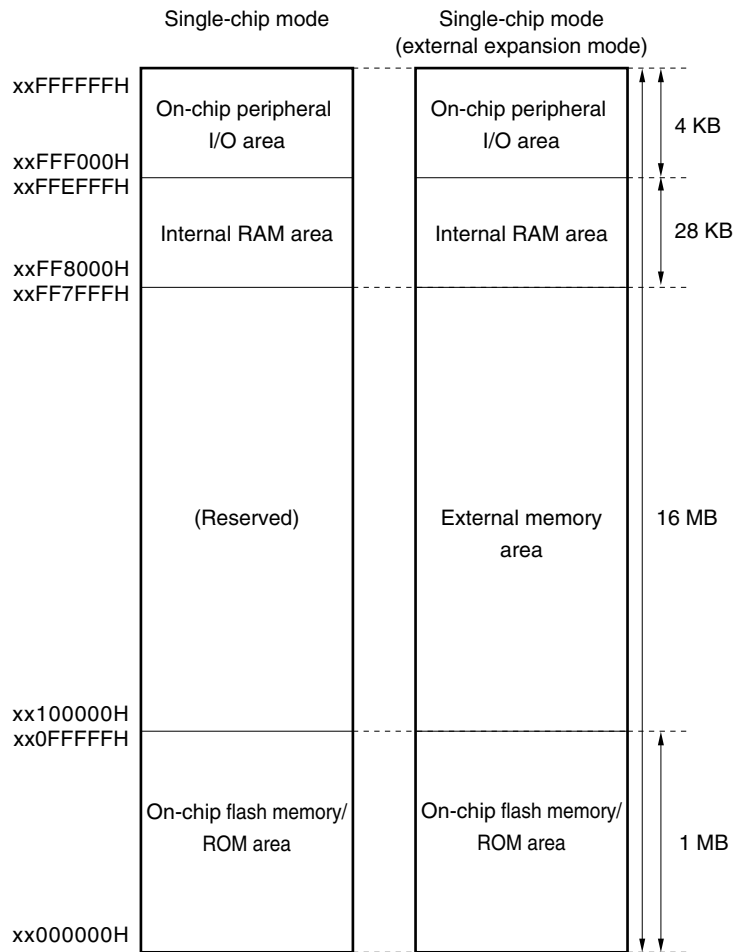 Single-chip mode
Single-chip mode
(external expansion mode)
xxFFFFFFH
On-chip peripheral
I/O area
On-chip peripheral
I/O area
4 KB
xxFFF000H
xxFFEFFFH
Internal RAM area
Internal RAM area
28 KB
xxFF8000H
xxFF7FFFH
(Reserved)
External memory
area
16 MB
xx100000H
xx0FFFFFH
On-chip flash memory/
ROM area
On-chip flash memory/
ROM area
1 MB
xx000000H